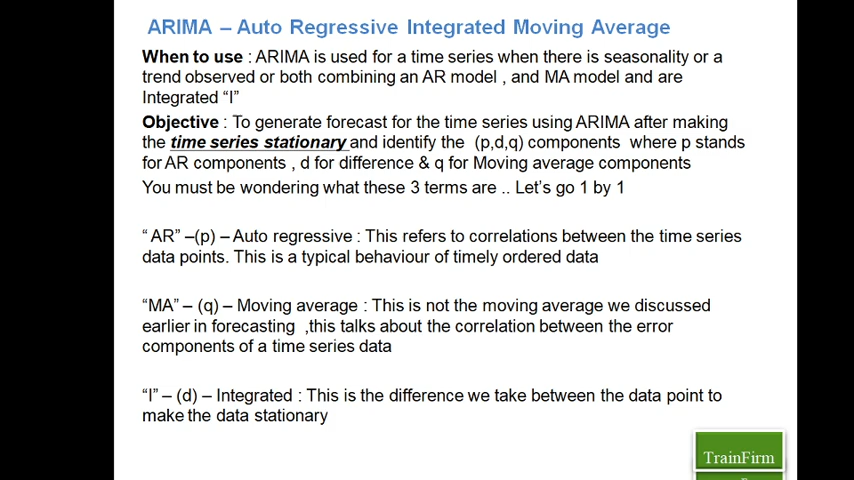 ARIMA – Auto Regressive Integrated Moving Average
When to use : ARIMA is used for a time series when there is seasonality or a
trend observed or both combining an AR model , and MA model and are
Integrated “I”
Objective : To generate forecast for the time series using ARIMA after making
the time series stationary and identify the (p,d,q) components where p stands
for AR components , d for difference & q for Moving average components
You must be wondering what these 3 terms are .. Let’s go 1 by 1
“ AR” –(p) – Auto regressive : This refers to correlations between the time series
data points. This is a typical behaviour of timely ordered data
“MA” – (q) – Moving average : This is not the moving average we discussed
earlier in forecasting ,this talks about the correlation between the error
components of a time series data
“I” – (d) – Integrated : This is the difference we take between the data point to
make the data stationary
TrainFirm